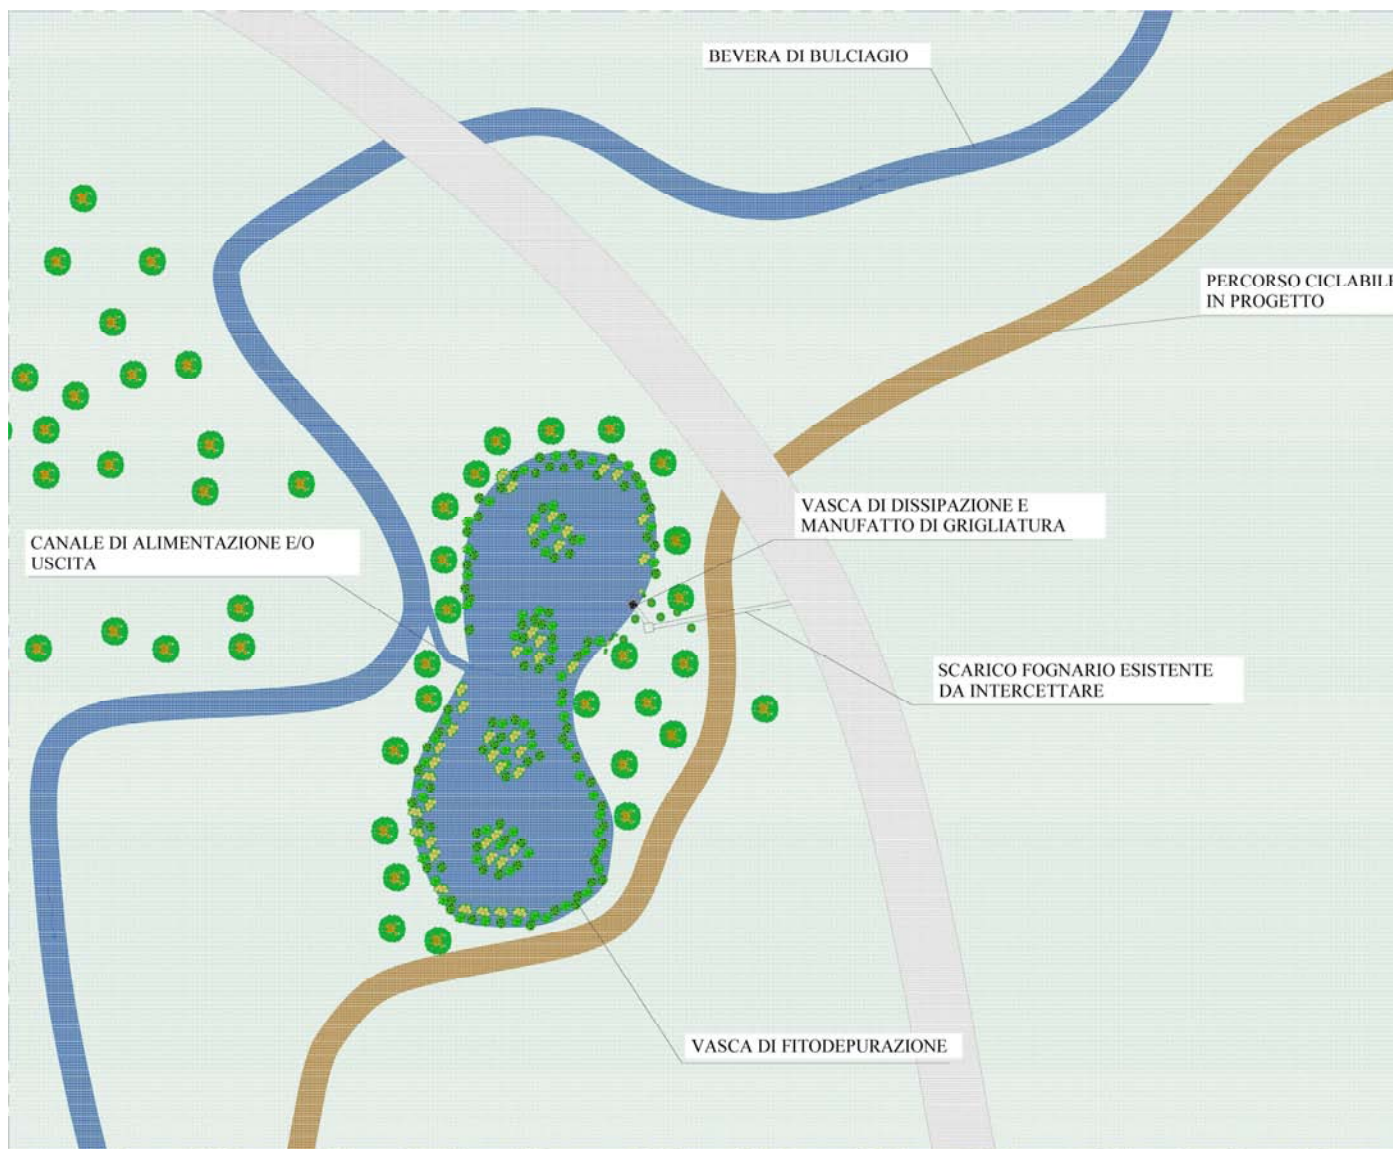 BEVERA DI BULCIAGIO
PERCORSO CICLABILE
IN PROGETTO
VASCA DI DISSIPAZIONE E
MANUFATTO DI GRIGLIATURA
CANALE DI ALIMENTAZIONE E/O
USCITA
SCARICO FOGNARIO ESISTENTE
DA INTERCETTARE
VASCA DI FITODEPURAZIONE